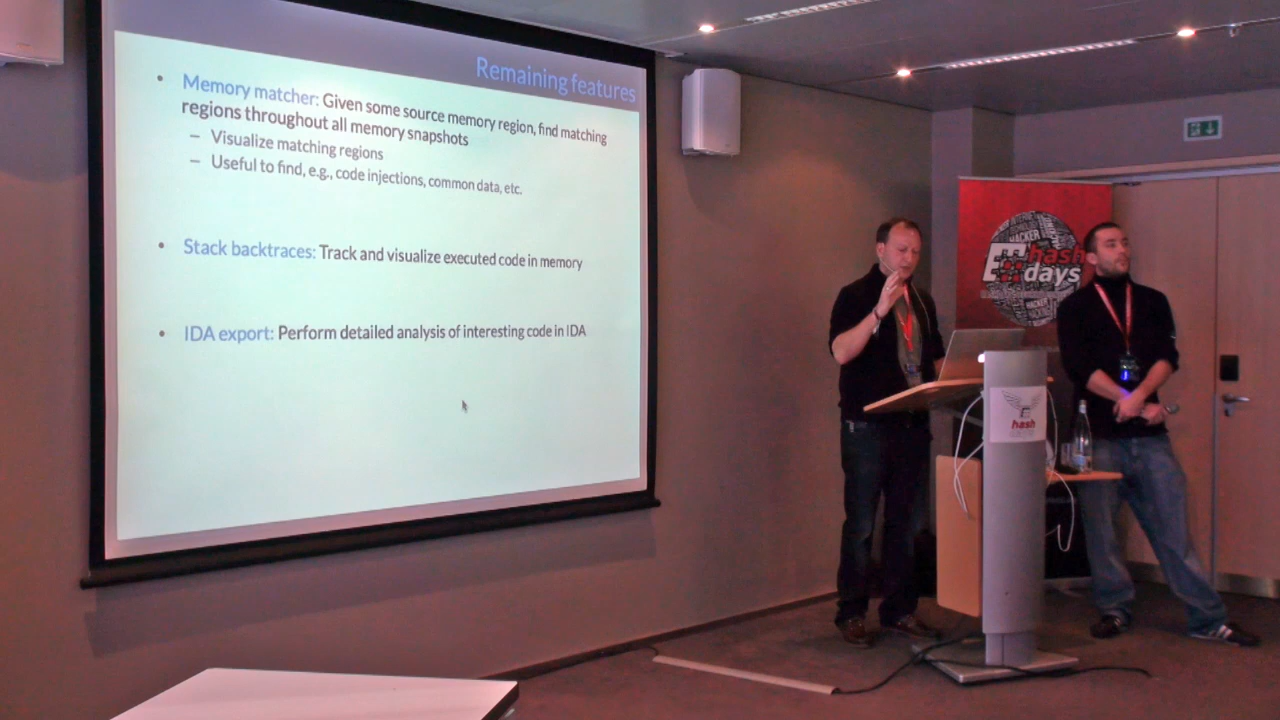 Remaining features
• Memory matcher: Given some source memory region, find matching
regions throughout all memory snapshots
– Visualize matching regions
– Useful to find, e.g., code injections, common data, etc.
• Stack backtraces: Track and visualize executed code in memory
• IDA export: Perform detailed analysis of interesting code in IDA
HACKER
hash
days
HACKER
hash